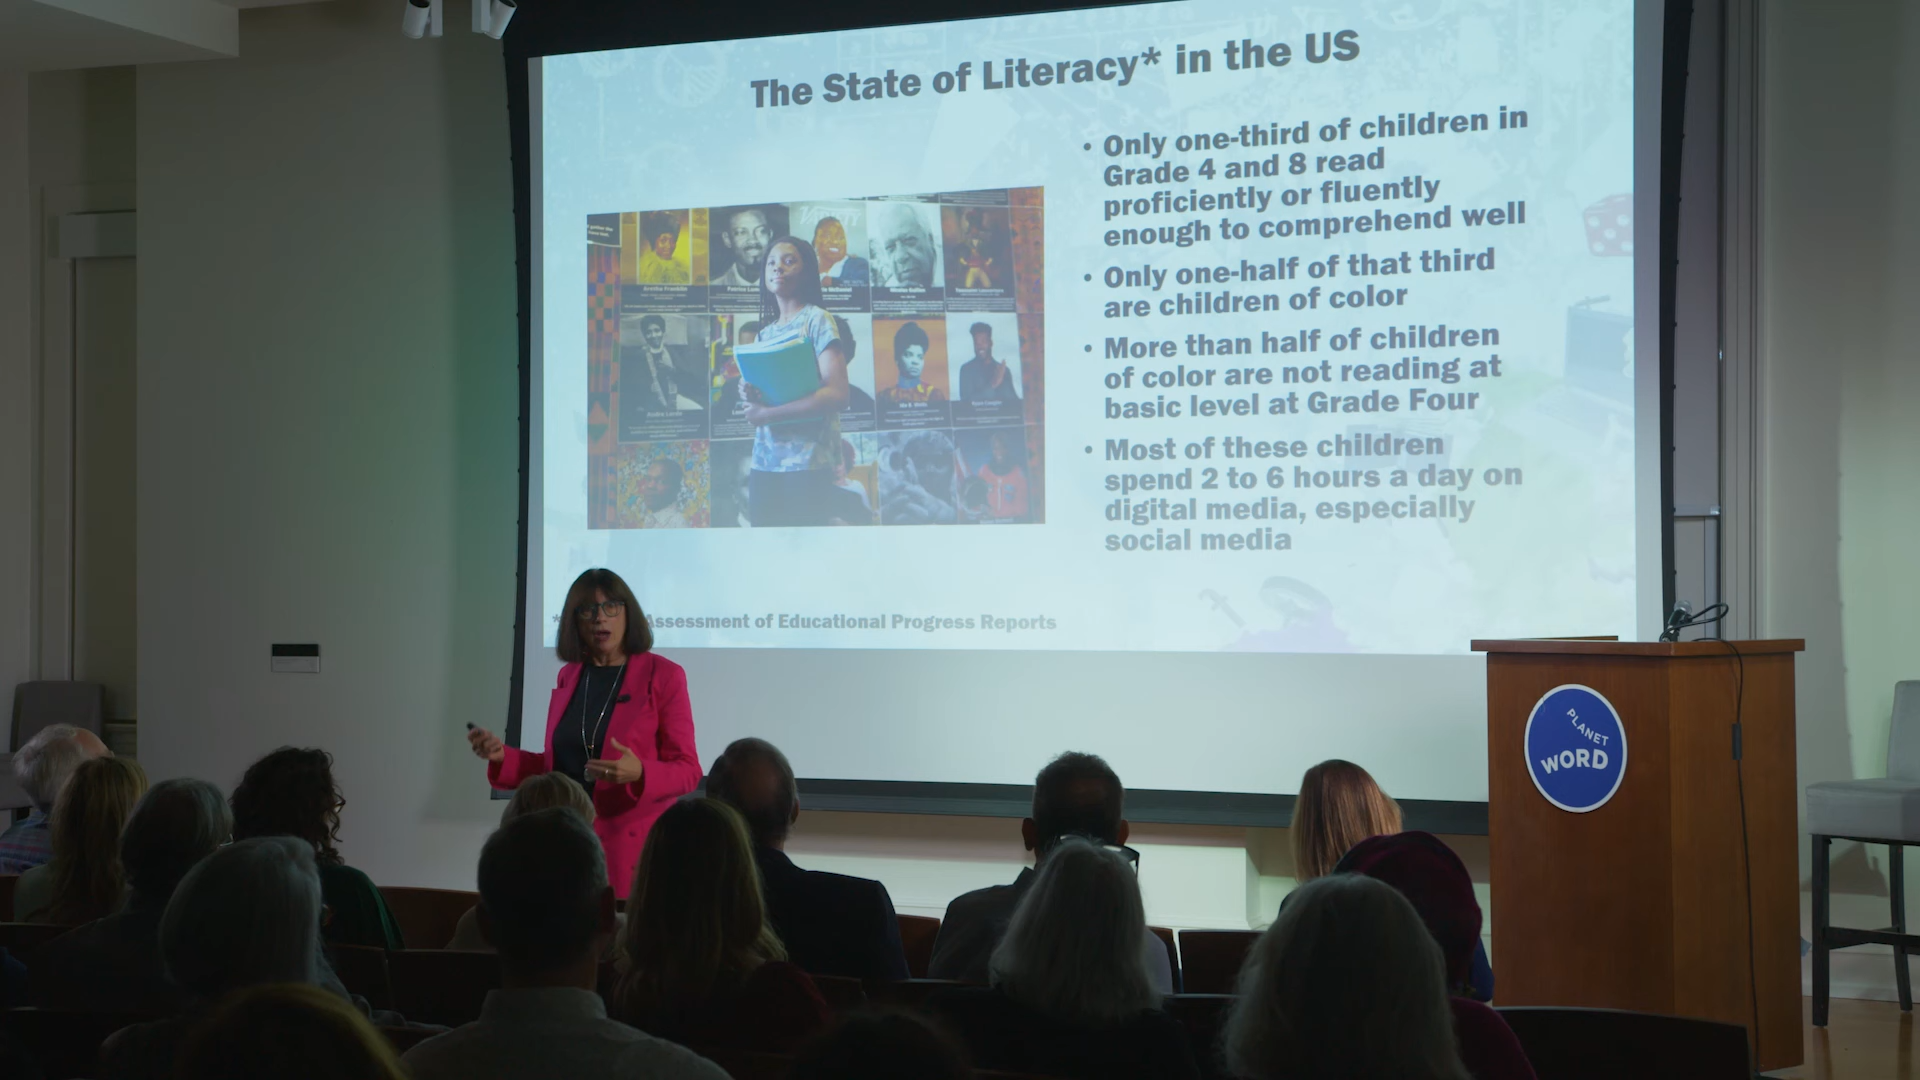 The State of Literacy* in the US
• Only one-third of children in
Grade 4 and 8 read
proficiently or fluently
enough to comprehend well
• Only one-half of that third
are children of color
• More than half of children
of color are not reading at
basic level at Grade Four
• Most of these children
spend 2 to 6 hours a day on
digital media, especially
social media
Assessment of Educational Progress Reports
VARIETY
Aretha Franklin
PLANET
WORD